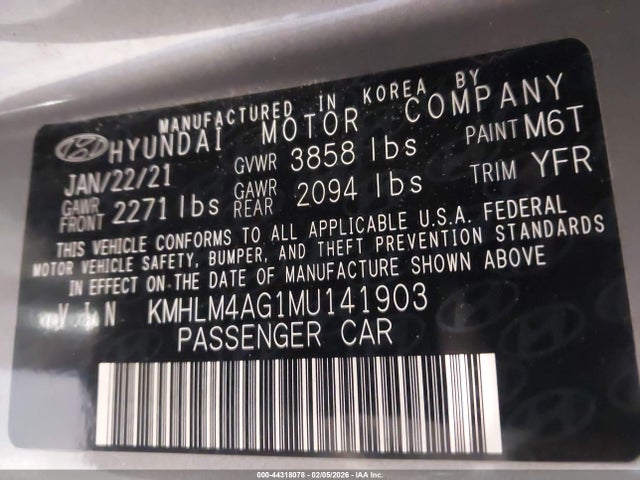 MANUFACTURED IN KOREA BY
HYUNDAI MOTOR COMPANY
JAN/22/21 GVWR 3858 lbs PAINT M6T
GAWR FRONT 2271 lbs GAWR REAR 2094 lbs TRIM YFR
THIS VEHICLE CONFORMS TO ALL APPLICABLE U.S.A. FEDERAL
MOTOR VEHICLE SAFETY, BUMPER, AND THEFT PREVENTION STANDARDS
IN EFFECT ON THE DATE OF MANUFACTURE SHOWN ABOVE
V I N KMHLM4AG1MU141903
PASSENGER CAR
000-44318078 - 02/05/2026 - IAA Inc.